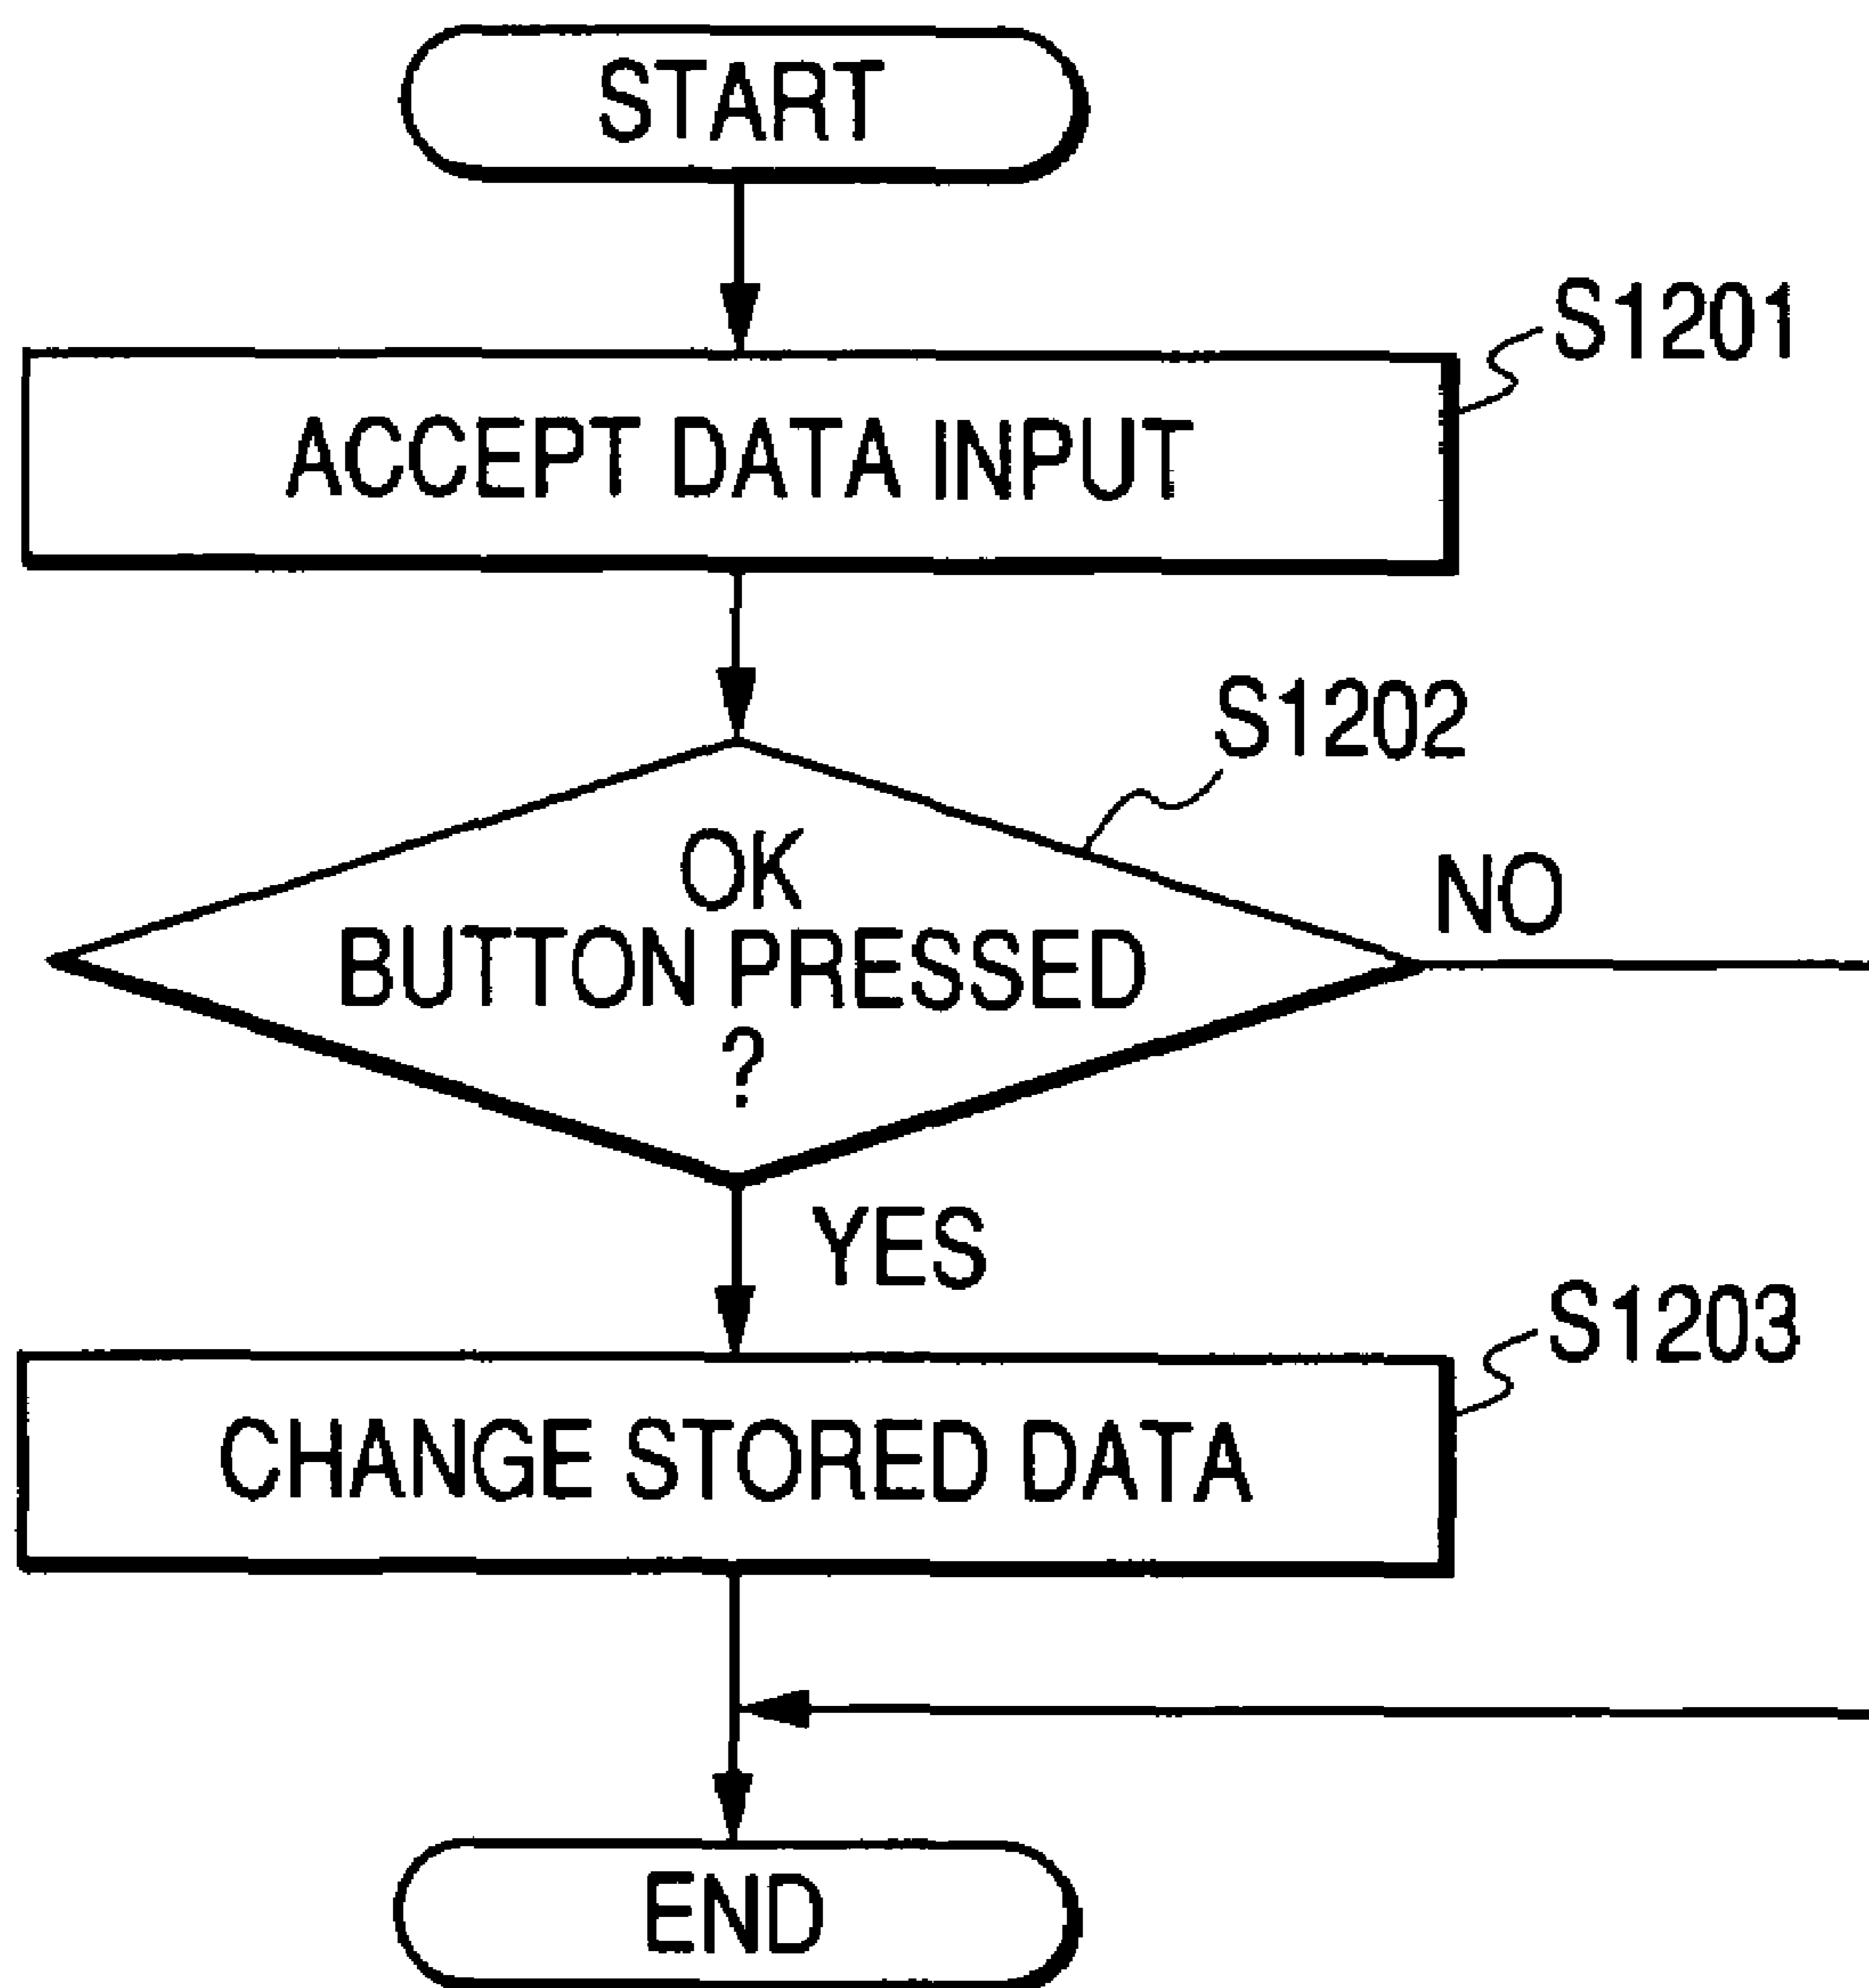 START
S1201
ACCEPT DATA INPUT
S1202
OK
BUTTON PRESSED
?
NO
YES
S1203
CHANGE STORED DATA
END